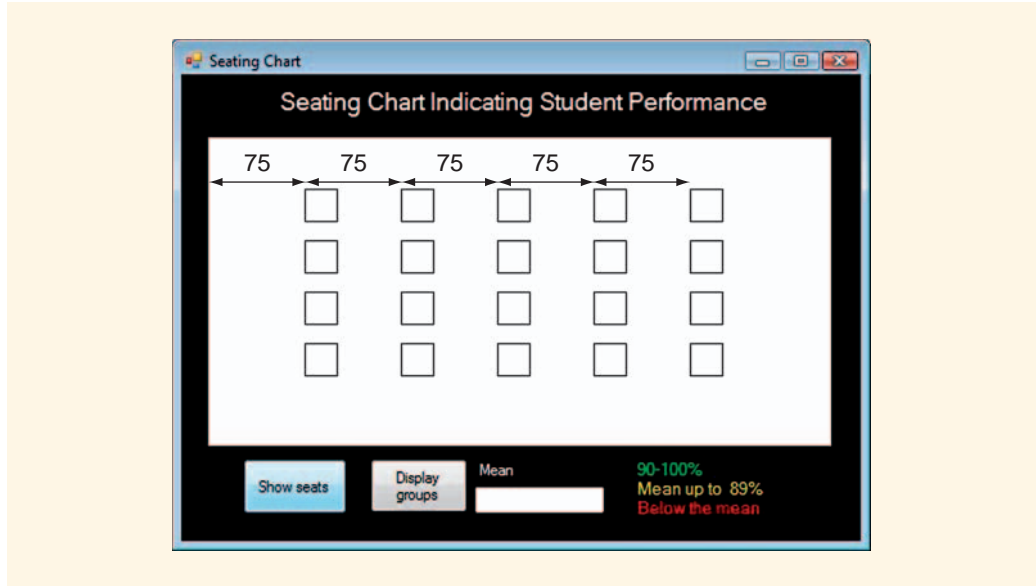 Seating Chart
Seating Chart Indicating Student Performance
75 75 75 75 75
Show seats
Display
groups
Mean
90-100%
Mean up to 89%
Below the mean